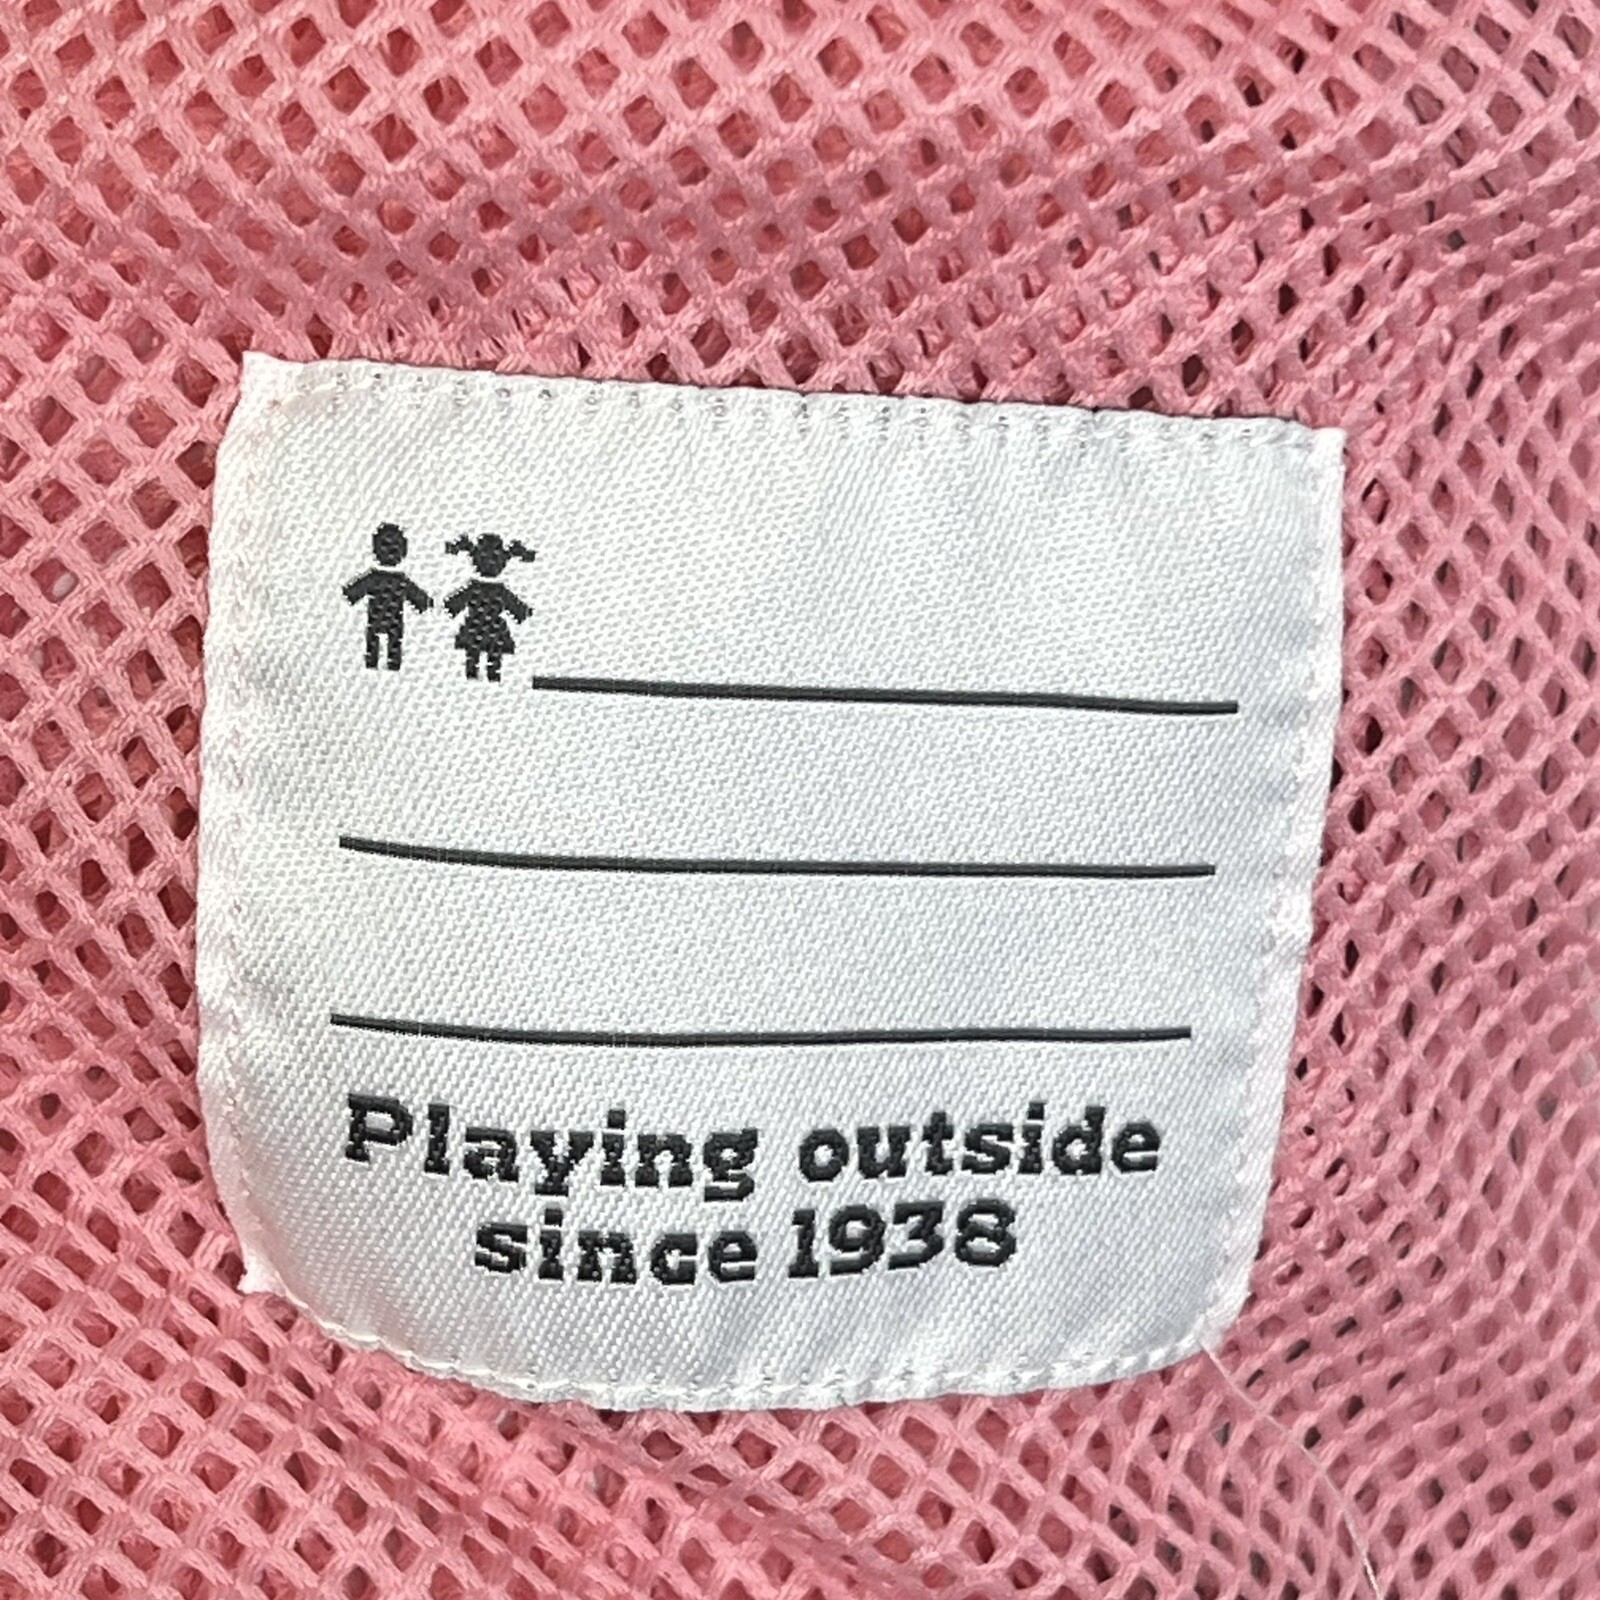 Playing outside
since 1938